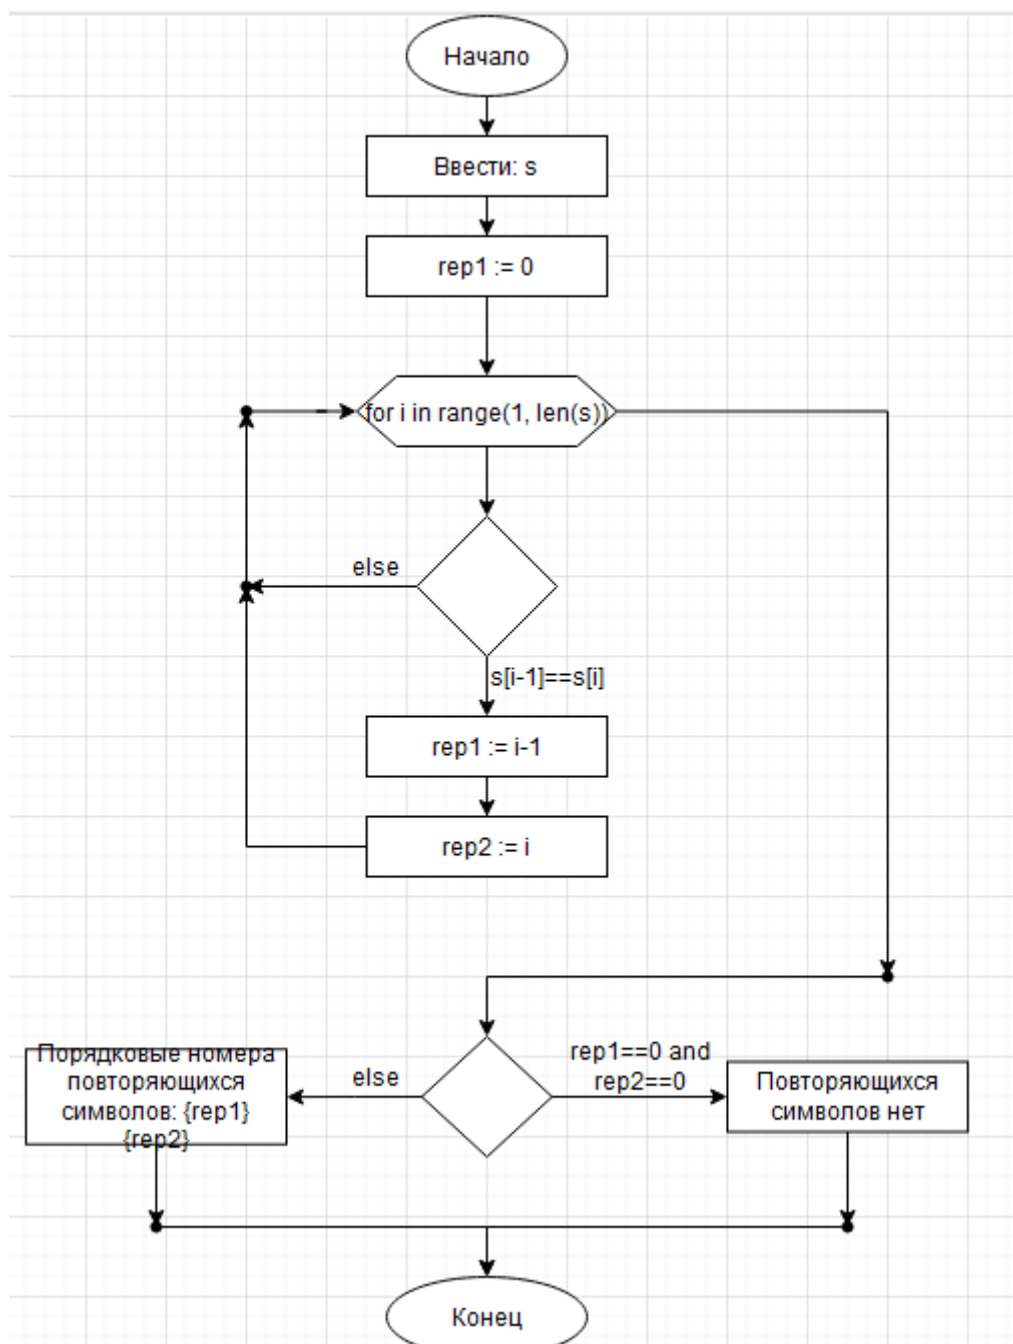 Начало
Ввести: s
rep1 := 0
for i in range(1, len(s))
else
s[i-1]==s[i]
rep1 := i-1
rep2 := i
rep1==0 and
rep2==0
else
Порядковые номера
повторяющихся
символов: {rep1}
{rep2}
Повторяющихся
символов нет
Конец